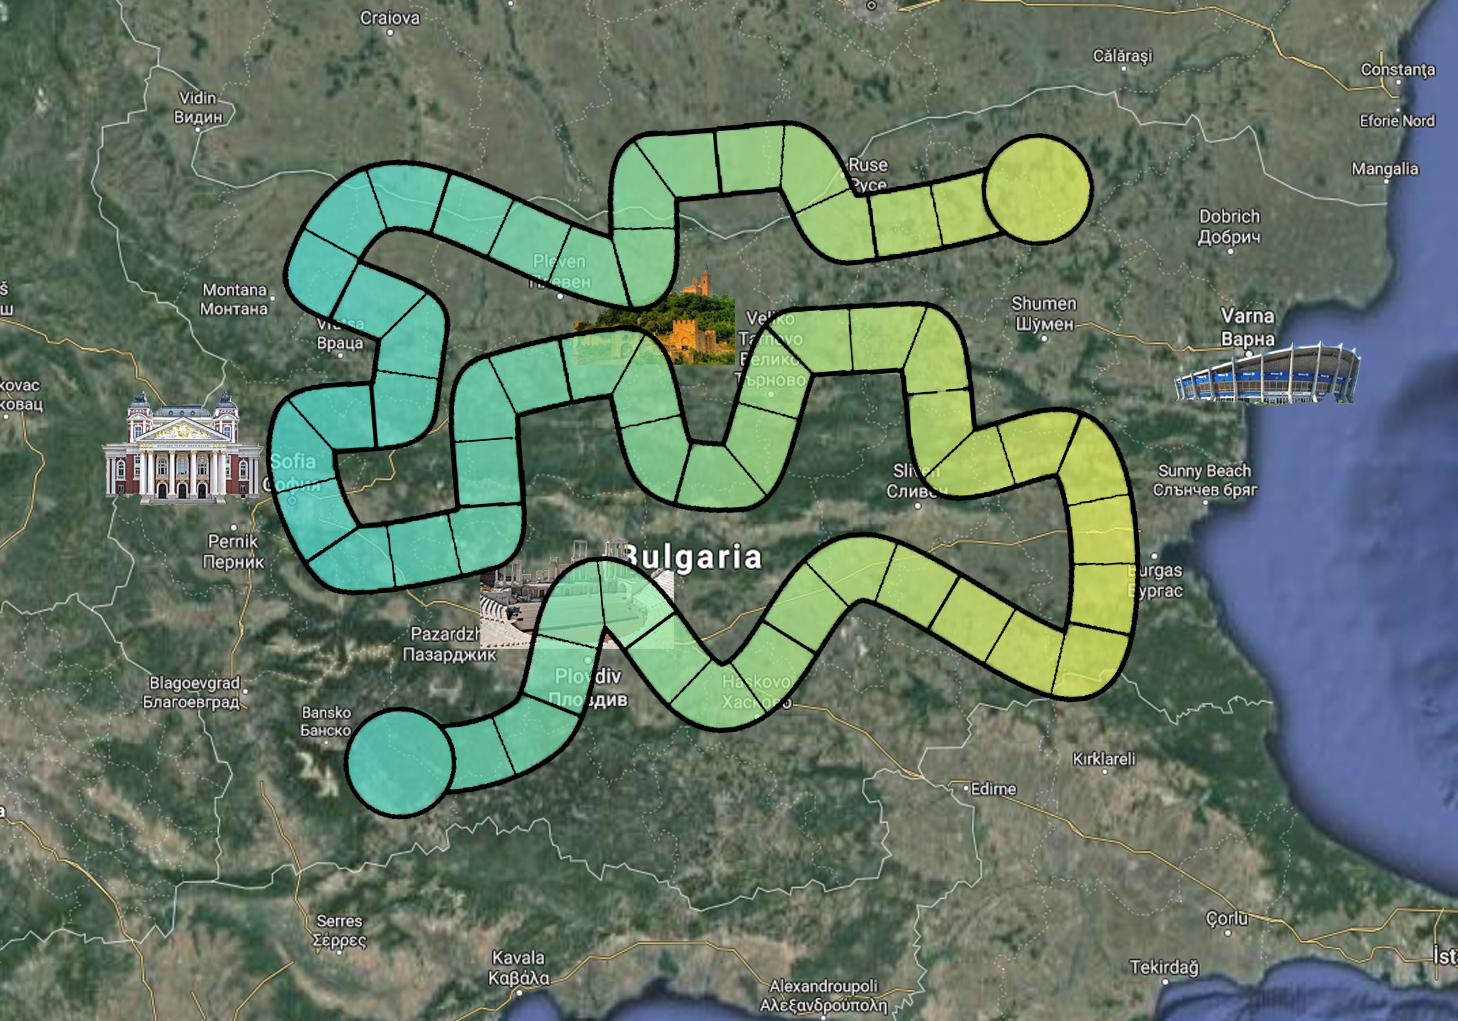 Craiova
Călărași
Constanța
Vidin
Видин
Eforie Nord
Ruse
Русе
Mangalia
Dobrich
Добрич
Pleven
Плевен
Montana
Монтана
Shumen
Шумен
Varna
Варна
Vratsa
Враца
Veliko
Tarnovo
Велико
Търново
Sofia
София
Sliven
Сливен
Sunny Beach
Слънчев бряг
Pernik
Перник
Bulgaria
Burgas
Бургас
Pazardzh
Пазарджик
Plovdiv
Пловдив
Haskovo
Хасково
Blagoevgrad
Благоевград
Bansko
Банско
Kırklareli
Edirne
Serres
Σέρρες
Çorlu
Kavala
Καβάλα
Tekirdağ
Alexandroupoli
Αλεξανδρούπολη
İst
kovac
ковац
š
ш
a